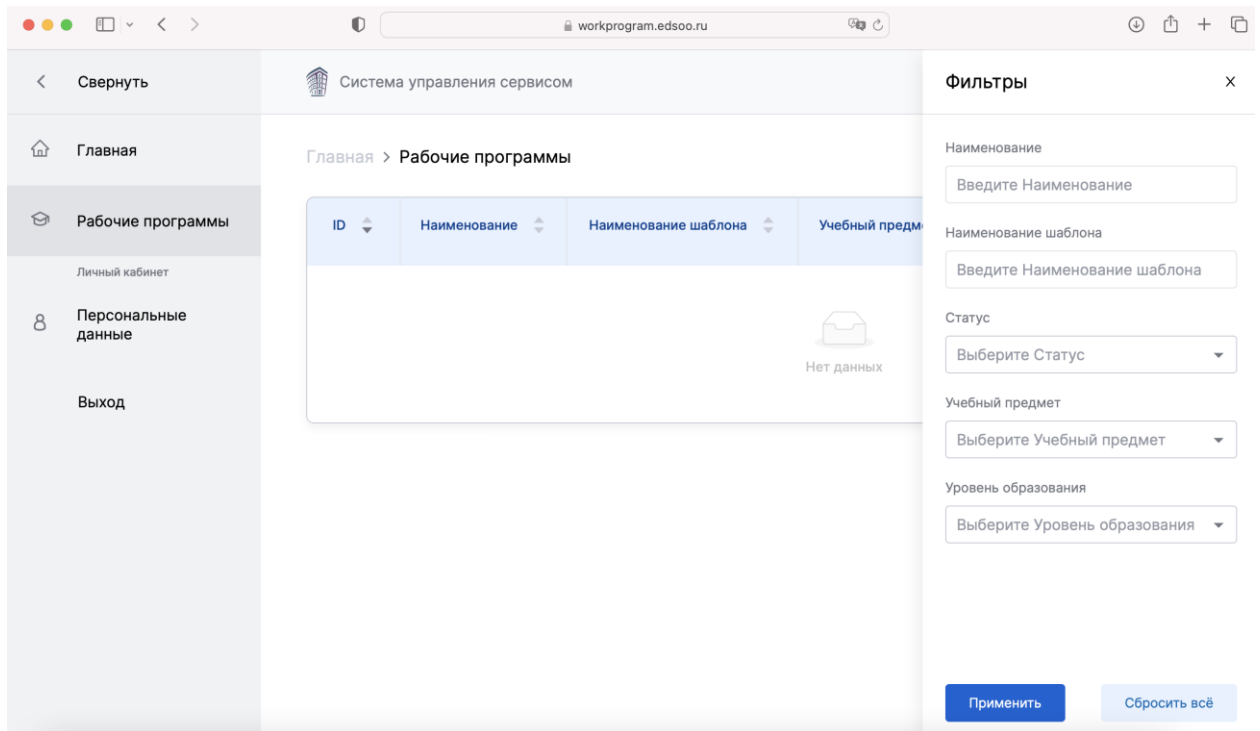 workprogram.edsoo.ru
Свернуть
Система управления сервисом
Фильтры
Главная
Рабочие программы
Личный кабинет
Персональные
данные
Выход
Главная > Рабочие программы
ID
Наименование
Наименование шаблона
Учебный предм
Нет данных
Наименование
Введите Наименование
Наименование шаблона
Введите Наименование шаблона
Статус
Выберите Статус
Учебный предмет
Выберите Учебный предмет
Уровень образования
Выберите Уровень образования
Применить
Сбросить всё